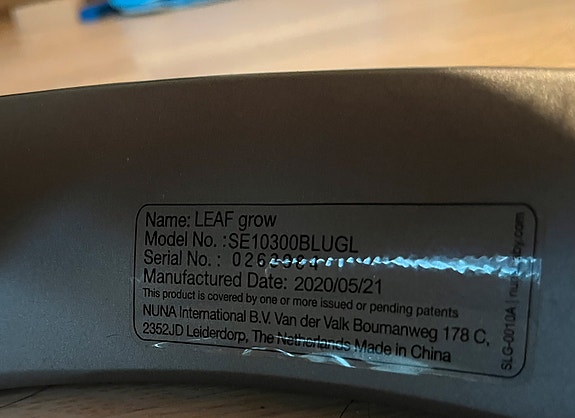 Name: LEAF grow
Model No. :SE10300BLUGL
Serial No. :
Manufactured Date: 2020/05/21
This product is covered by one or more issued or pending patents
NUNA International B.V. Van der Valk Boumanweg 178 C,
2352JD Leiderdorp, The Netherlands Made in China
SLG-0010A |